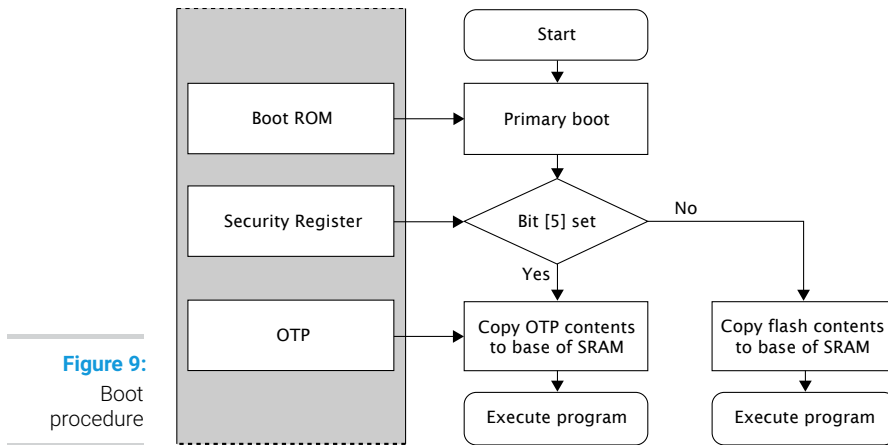 Start
Boot ROM
Primary boot
Security Register
Bit [5] set
No
Yes
OTP
Copy OTP contents
to base of SRAM
Copy flash contents
to base of SRAM
Execute program
Execute program
Figure 9:
Boot
procedure